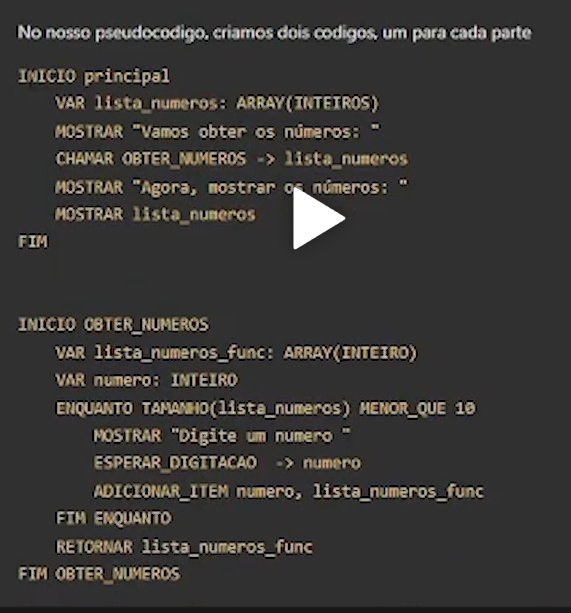 No nosso pseudocodigo, criamos dois codigos, um para cada parte
INICIO principal
VAR lista_numeros: ARRAY(INTEIROS)
MOSTRAR "Vamos obter os números: "
CHAMAR OBTER_NUMEROS -> lista_numeros
MOSTRAR "Agora, mostrar os números: "
MOSTRAR lista_numeros
FIM
INICIO OBTER_NUMEROS
VAR lista_numeros_func: ARRAY(INTEIRO)
VAR numero: INTEIRO
ENQUANTO TAMANHO(lista_numeros) MENOR_QUE 10
MOSTRAR "Digite um numero "
ESPERAR_DIGITACAO -> numero
ADICIONAR_ITEM numero, lista_numeros_func
FIM ENQUANTO
RETORNAR lista_numeros_func
FIM OBTER_NUMEROS